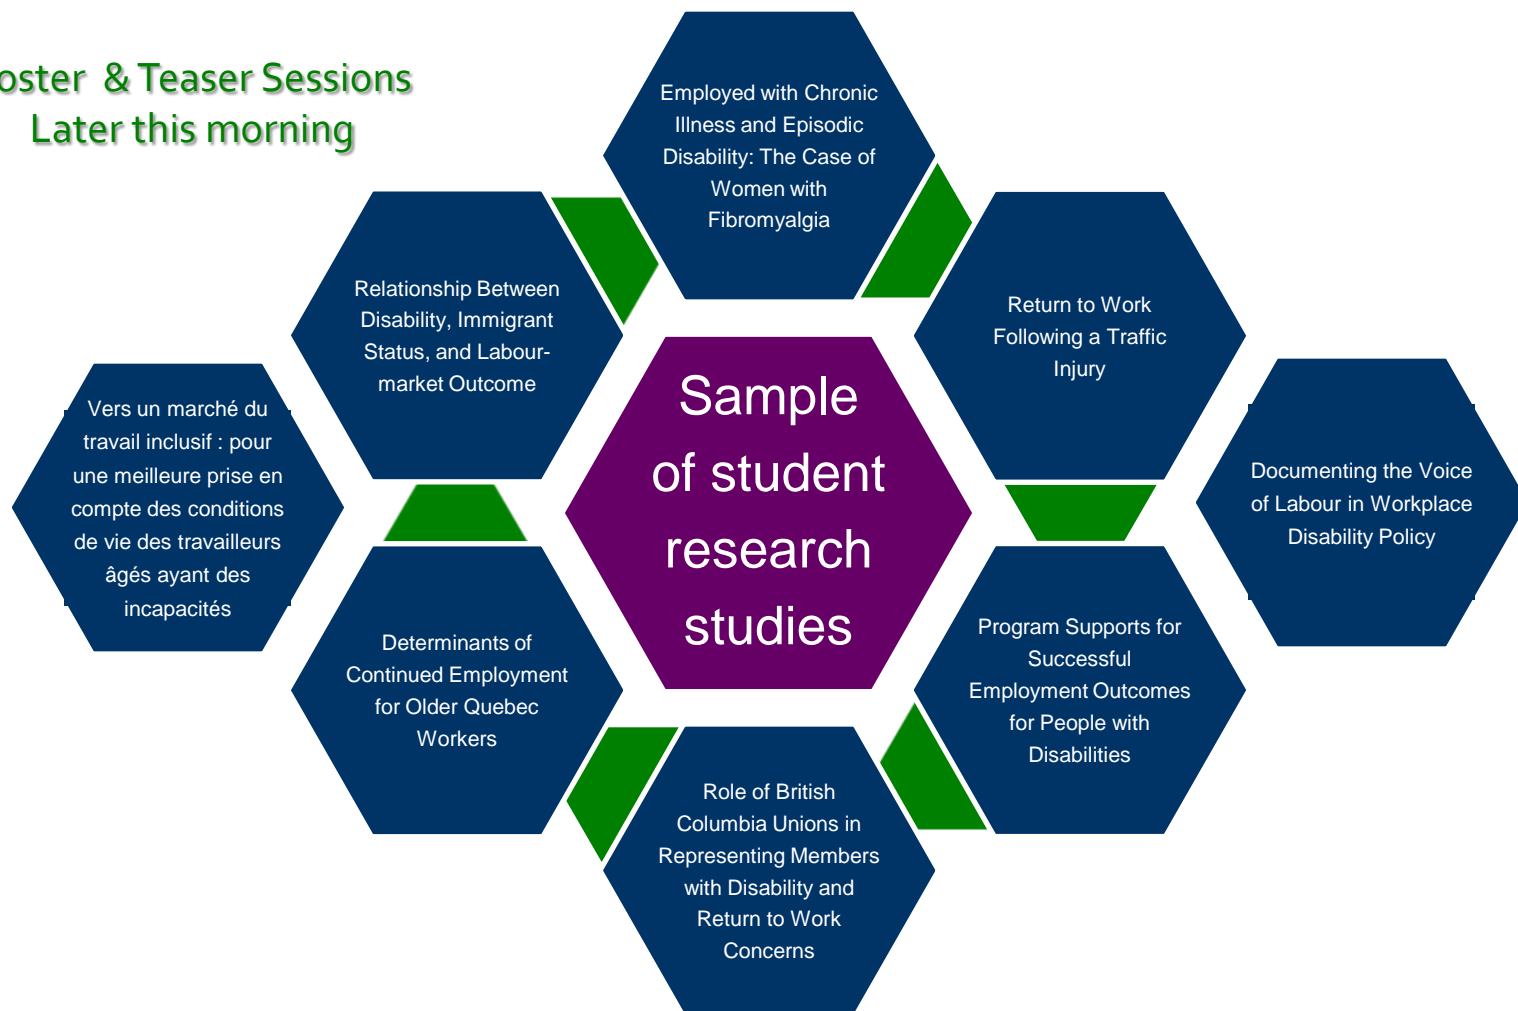 oster & Teaser Sessions
Later this morning
Employed with Chronic
Illness and Episodic
Disability: The Case of
Women with
Fibromyalgia
Relationship Between
Disability, Immigrant
Status, and Labour-
market Outcome
Return to Work
Following a Traffic
Injury
Vers un marché du
travail inclusif : pour
une meilleure prise en
compte des conditions
de vie des travailleurs
âgés ayant des
incapacités
Sample
of student
research
studies
Documenting the Voice
of Labour in Workplace
Disability Policy
Determinants of
Continued Employment
for Older Quebec
Workers
Program Supports for
Successful
Employment Outcomes
for People with
Disabilities
Role of British
Columbia Unions in
Representing Members
with Disability and
Return to Work
Concerns